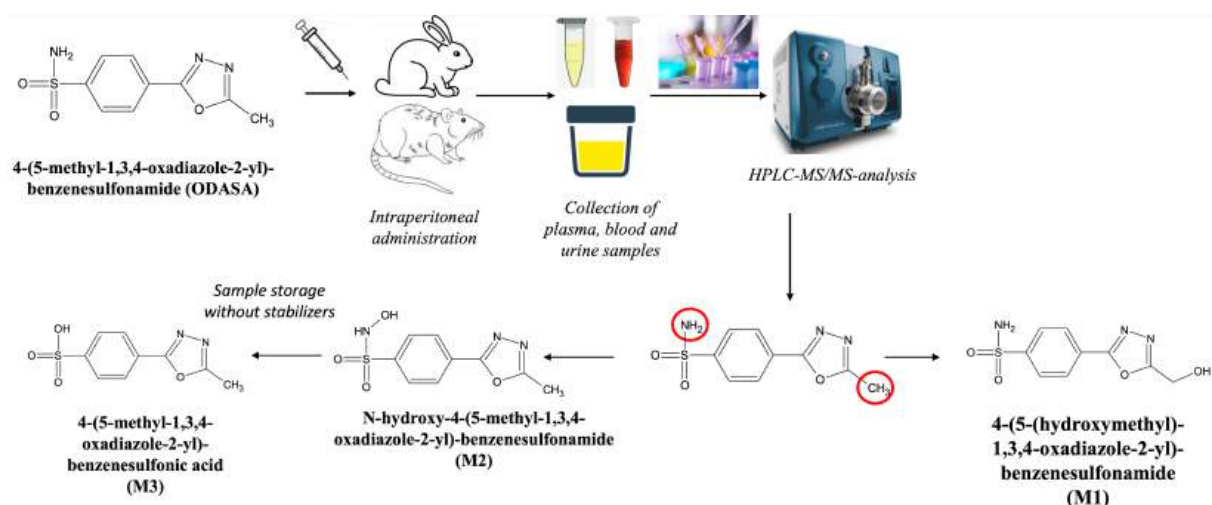 NH₂
O
S
O
N
N
O
CH₃
4-(5-methyl-1,3,4-oxadiazole-2-yl)-
benzenesulfonamide (ODASA)
Intraperitoneal
administration
Collection of
plasma, blood and
urine samples
HPLC-MS/MS-analysis
Sample storage
without stabilizers
OH
O
S
O
N
N
O
CH₃
4-(5-methyl-1,3,4-
oxadiazole-2-yl)-
benzenesulfonic acid
(M3)
OH
HN
O
S
O
N
N
O
CH₃
N-hydroxy-4-(5-methyl-1,3,4-
oxadiazole-2-yl)-benzenesulfonamide
(M2)
NH₂
O
S
O
N
N
O
CH₃
NH₂
O
S
O
N
N
O
OH
4-(5-(hydroxymethyl)-
1,3,4-oxadiazole-2-yl)-
benzenesulfonamide
(M1)